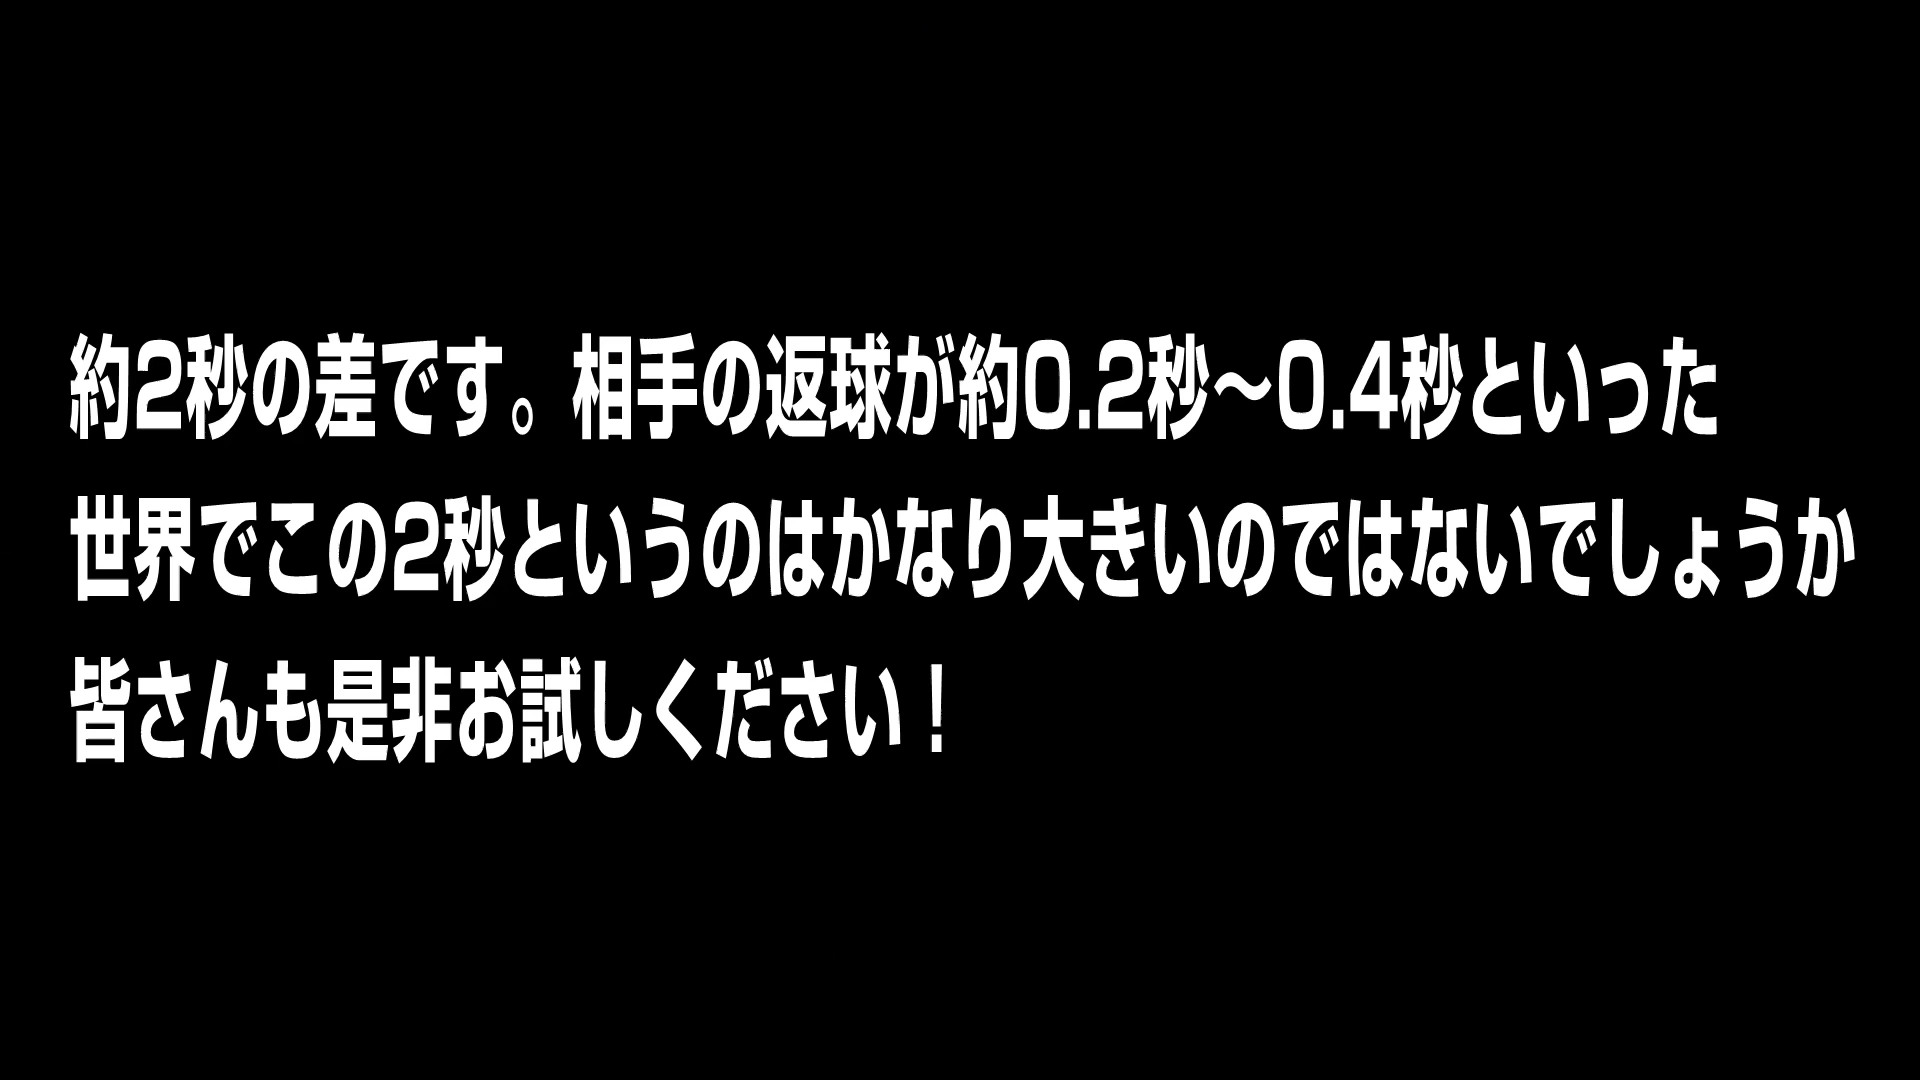 約2秒の差です。相手の返球が約0.2秒～0.4秒といった
世界でこの2秒というのはかなり大きいのではないでしょうか
皆さんも是非お試しください！